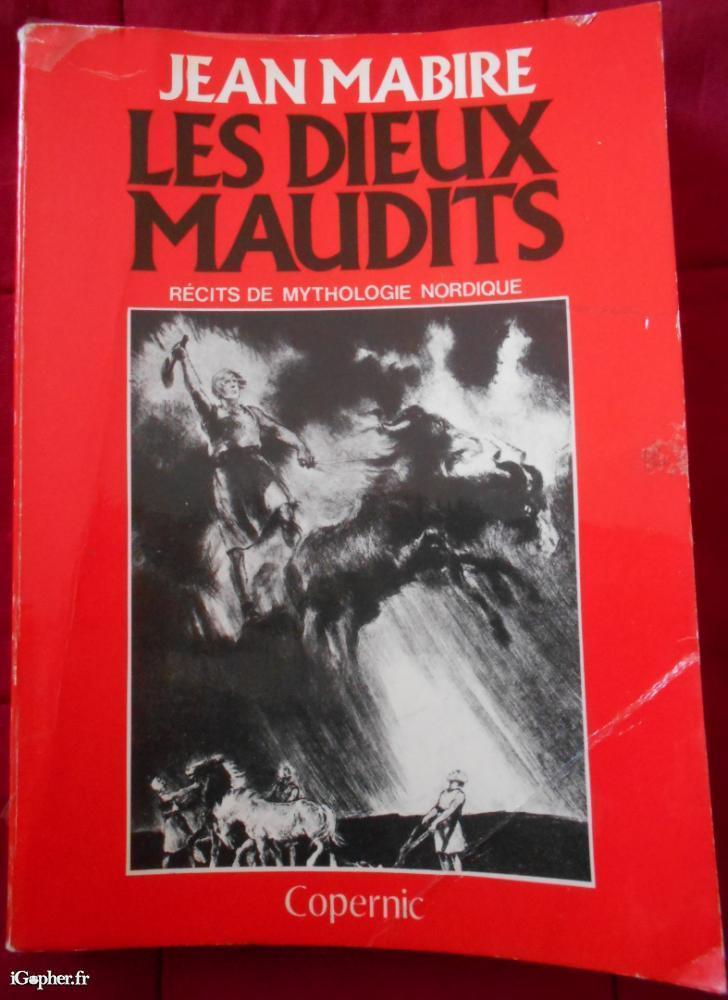 JEAN MABIRE
LES DIEUX
MAUDITS
RÉCITS DE MYTHOLOGIE NORDIQUE
Copernic
iGopher.fr